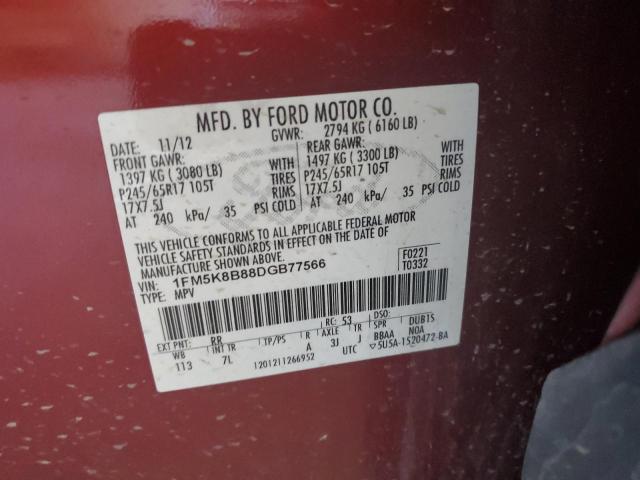 MFD. BY FORD MOTOR CO.
DATE: 11/12 GVWR: 2794 KG ( 6160 LB)
FRONT GAWR: REAR GAWR:
1397 KG ( 3080 LB) WITH 1497 KG ( 3300 LB) WITH
P245/65R17 105T TIRES P245/65R17 105T TIRES
17X7.5J RIMS 17X7.5J RIMS
AT 240 kPa/ 35 PSI COLD AT 240 kPa/ 35 PSI COLD
THIS VEHICLE CONFORMS TO ALL APPLICABLE FEDERAL MOTOR
VEHICLE SAFETY STANDARDS IN EFFECT ON THE DATE OF
MANUFACTURE SHOWN ABOVE.
VIN: 1FM5K8B88DGB77566 F0221
TYPE: MPV T0332
EXT PNT: RR RC: 53 DSO:
WB INT TR TP/PS R AXLE TR SPR DUB1S
113 7L A 3J J BBAA NOA
1201211266952 UTC 5U5A-1520472-BA